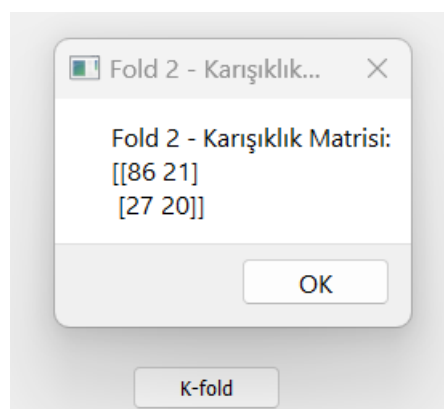 Fold 2 - Karışıklık...
Fold 2 - Karışıklık Matrisi:
[[86 21]
[27 20]]
OK
K-fold